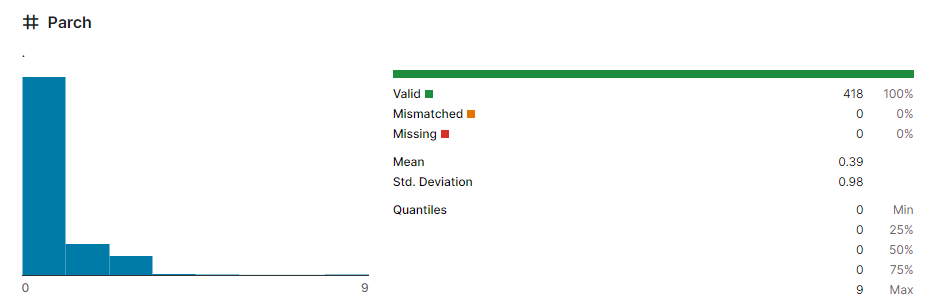 Parch
.
Valid 418 100%
Mismatched 0 0%
Missing 0 0%
Mean 0.39
Std. Deviation 0.98
Quantiles 0 Min
0 25%
0 50%
0 75%
9 Max
0 9